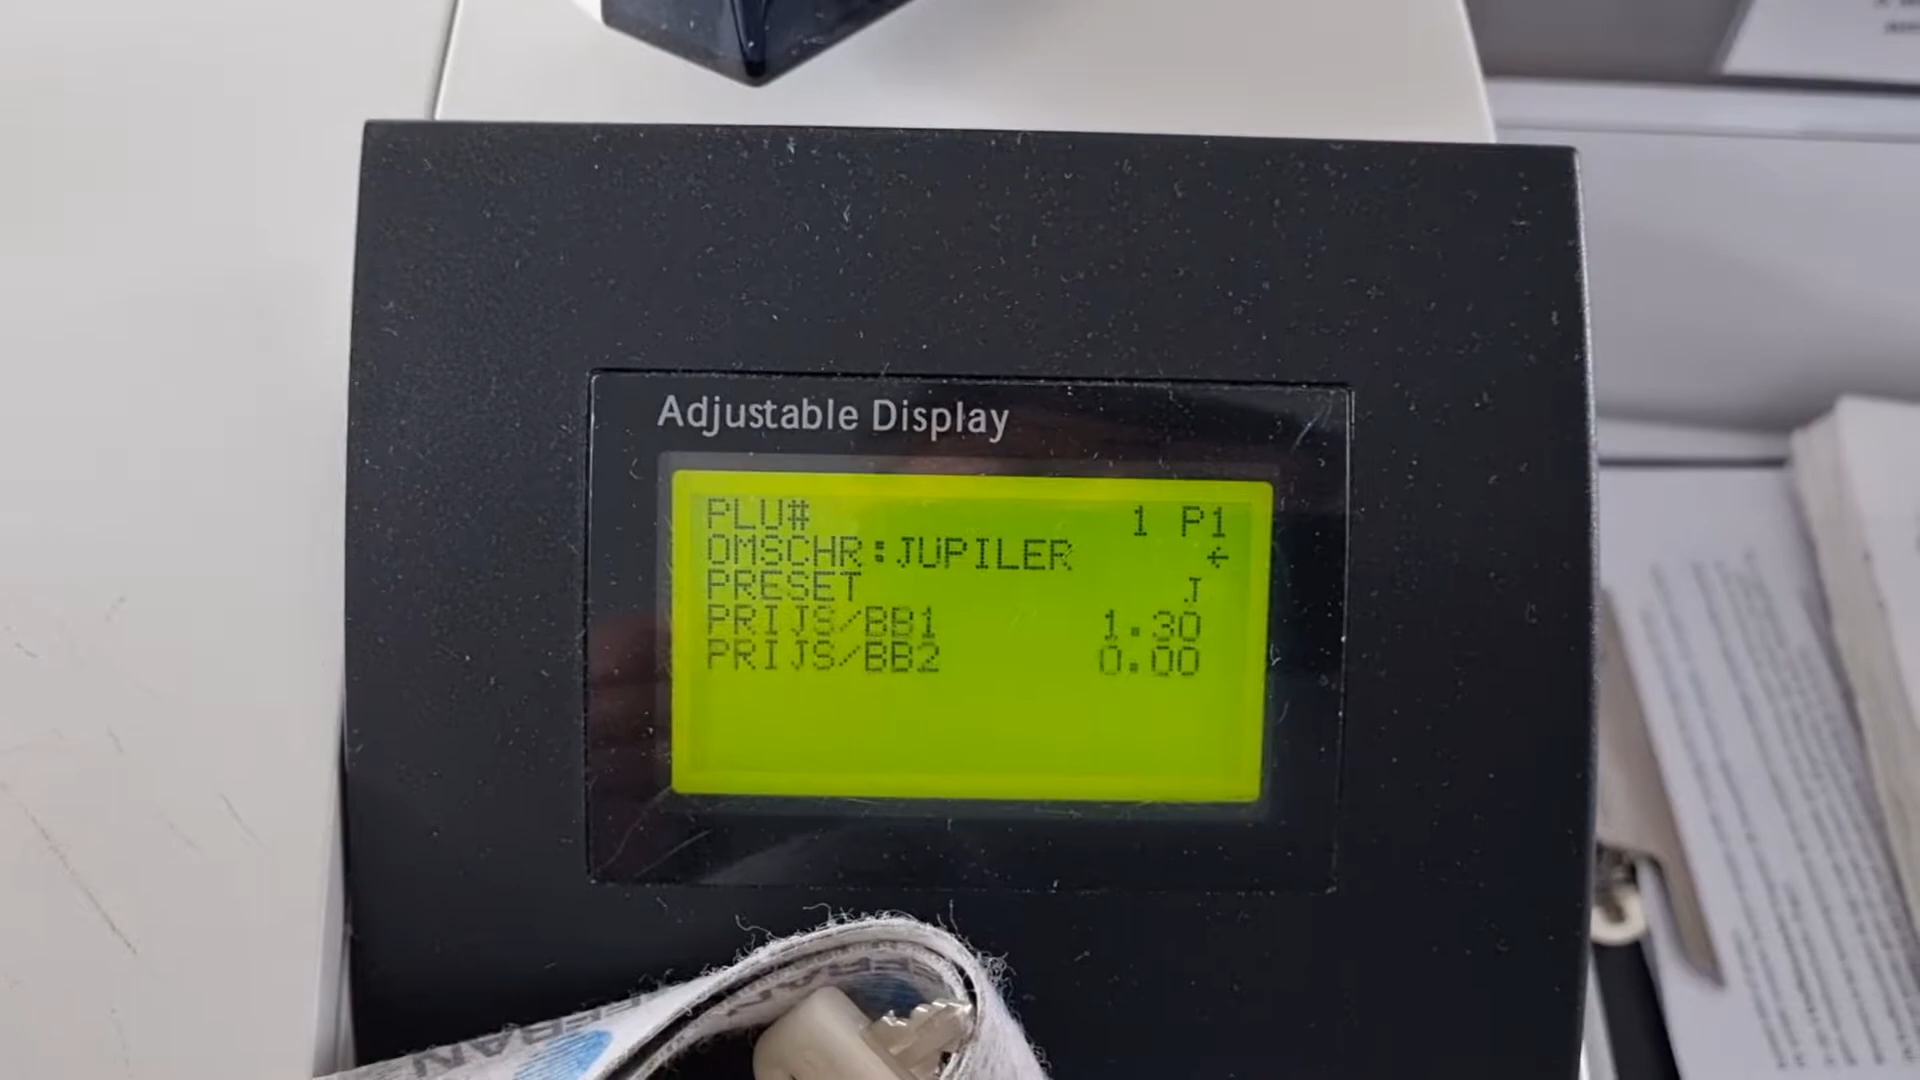 Adjustable Display
PLU# 1 P1
OMSCHR:JUPILER ←
PRESET J
PRIJS/BB1 1.30
PRIJS/BB2 0.00